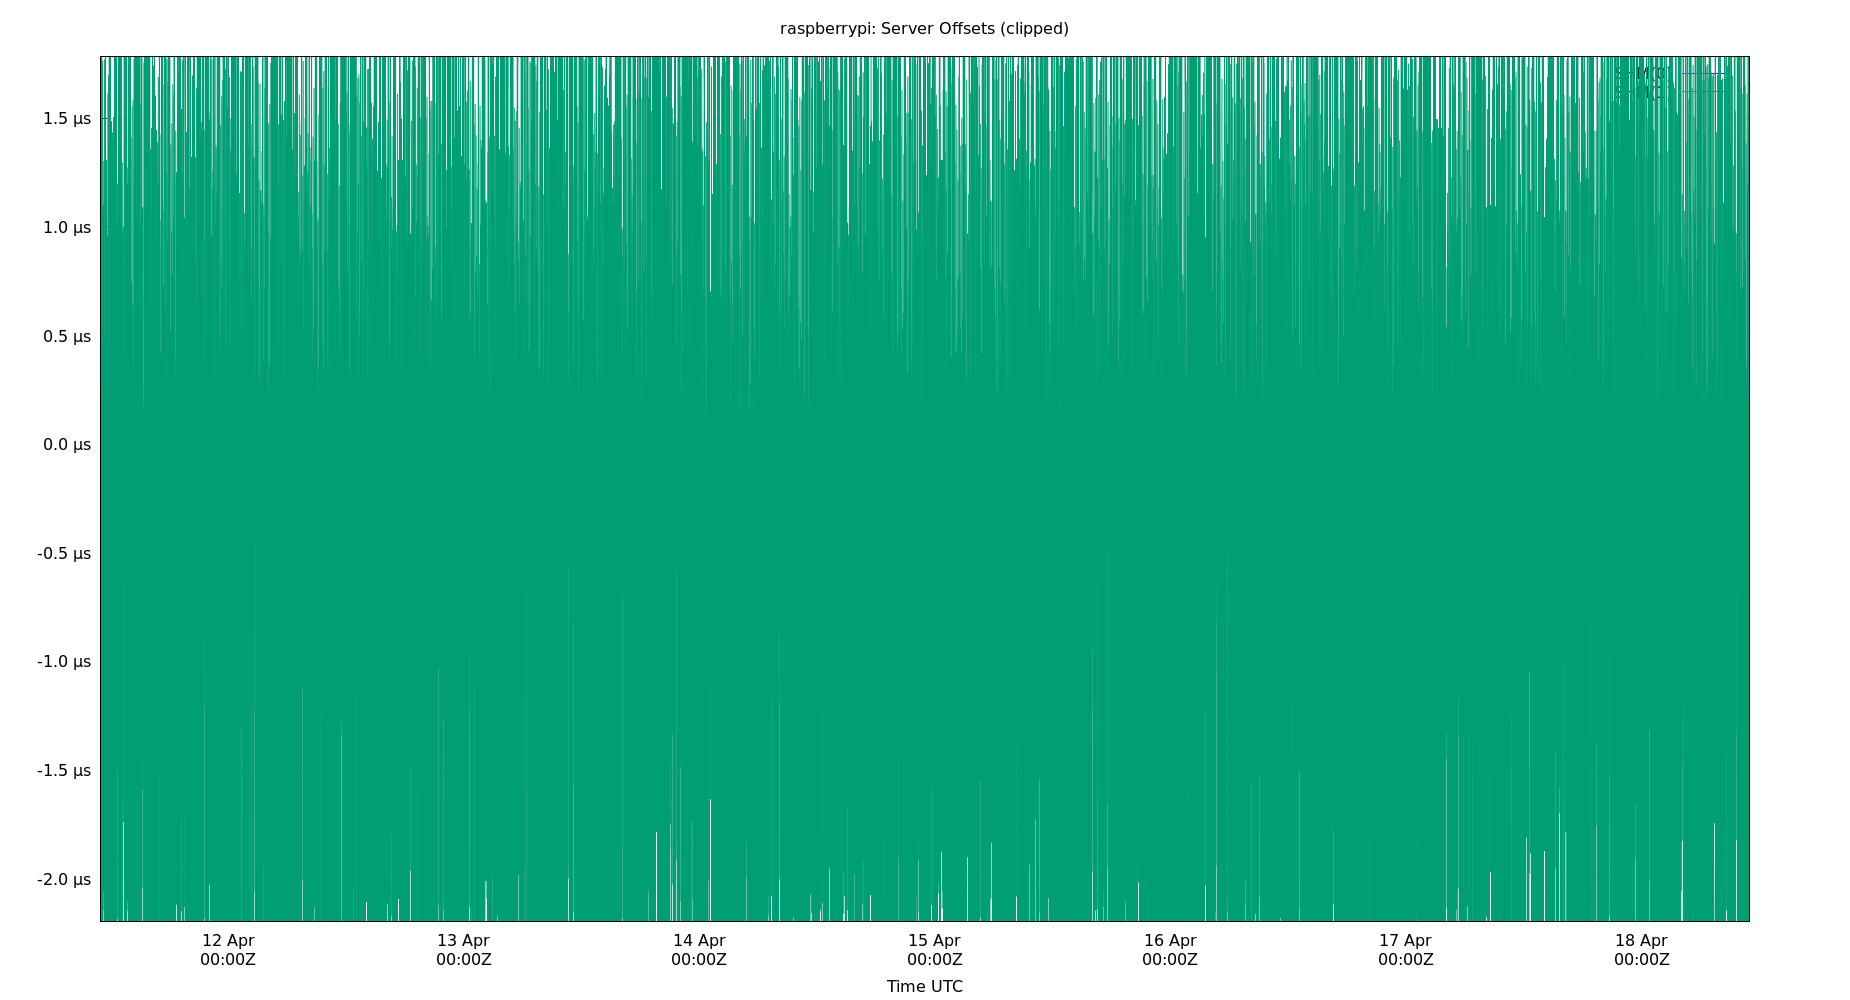 raspberrypi: Server Offsets (clipped)
1.5 µs
1.0 µs
0.5 µs
0.0 µs
-0.5 µs
-1.0 µs
-1.5 µs
-2.0 µs
12 Apr
00:00Z
13 Apr
00:00Z
14 Apr
00:00Z
15 Apr
00:00Z
16 Apr
00:00Z
17 Apr
00:00Z
18 Apr
00:00Z
Time UTC